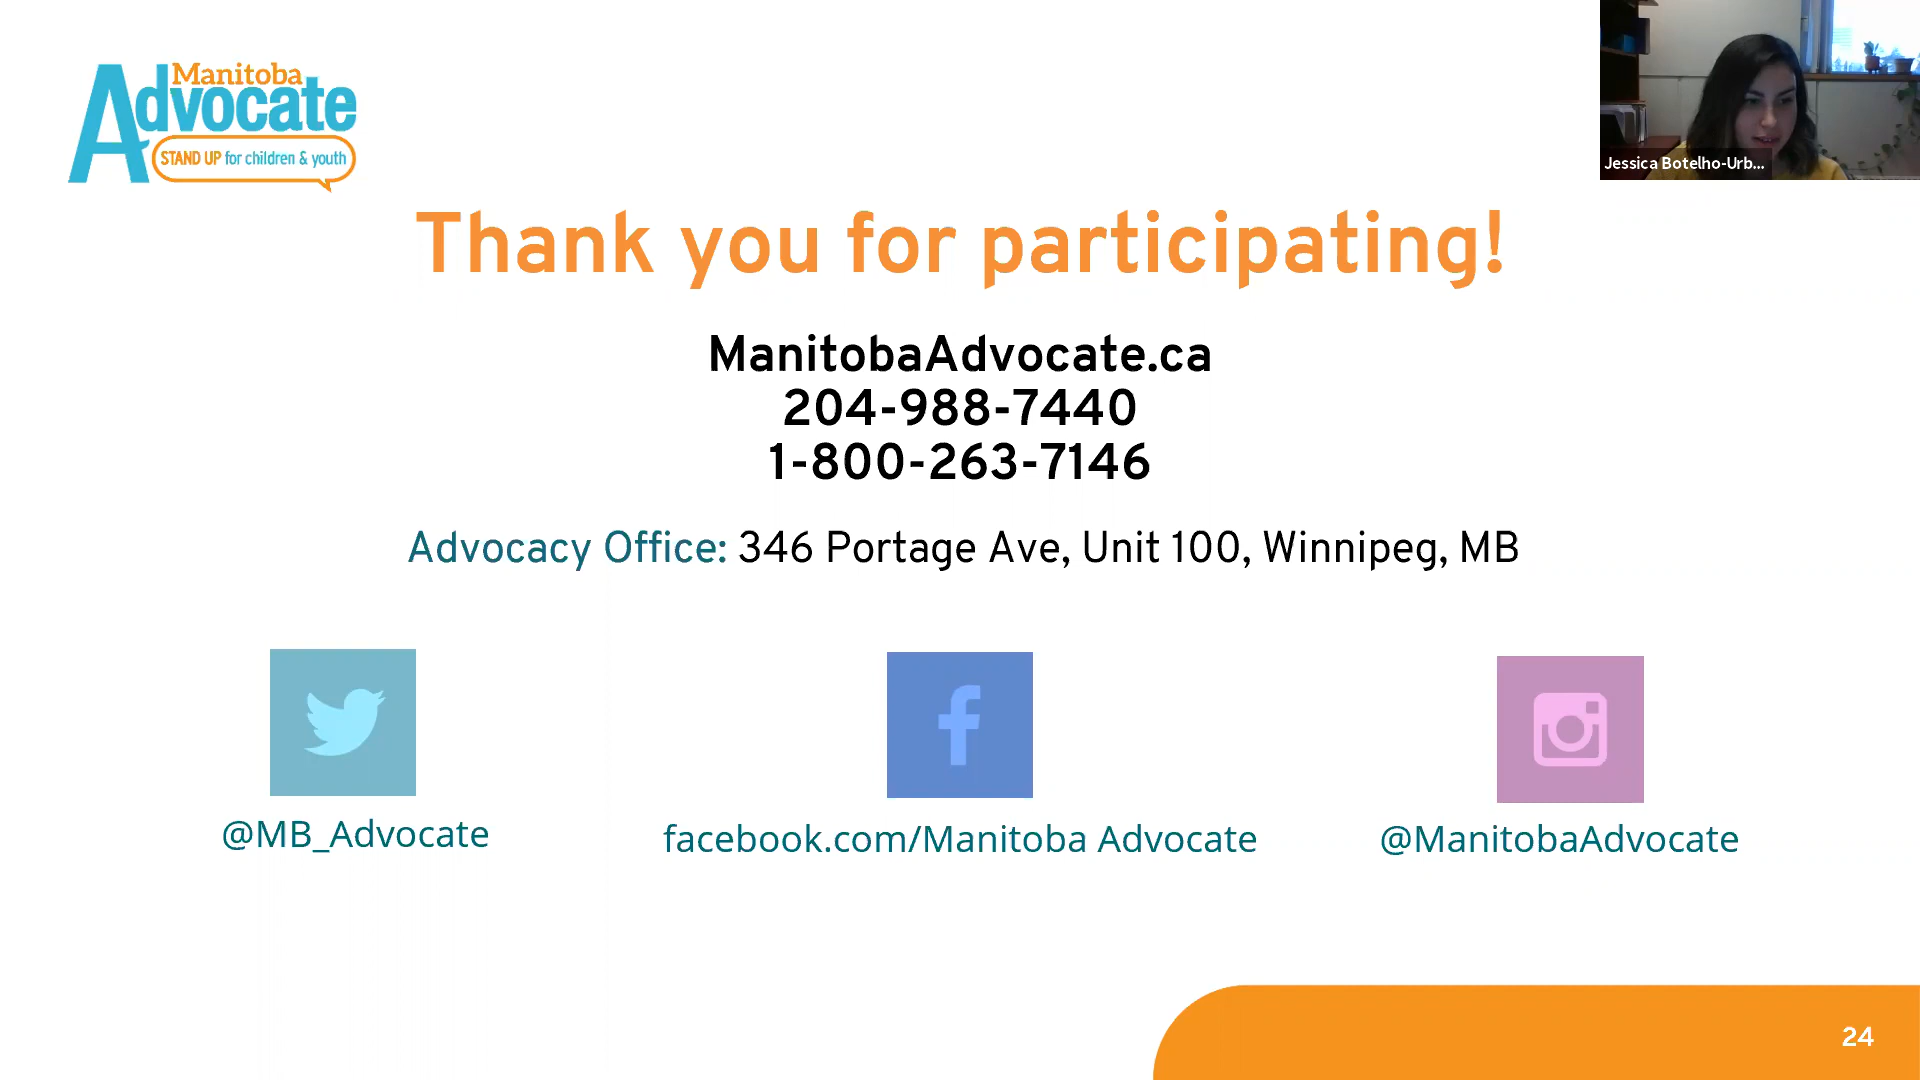 Manitoba
Advocate
STAND UP for children & youth
Jessica Botelho-Urb...
Thank you for participating!
ManitobaAdvocate.ca
204-988-7440
1-800-263-7146
Advocacy Office: 346 Portage Ave, Unit 100, Winnipeg, MB
@MB_Advocate
facebook.com/Manitoba Advocate
@ManitobaAdvocate
24